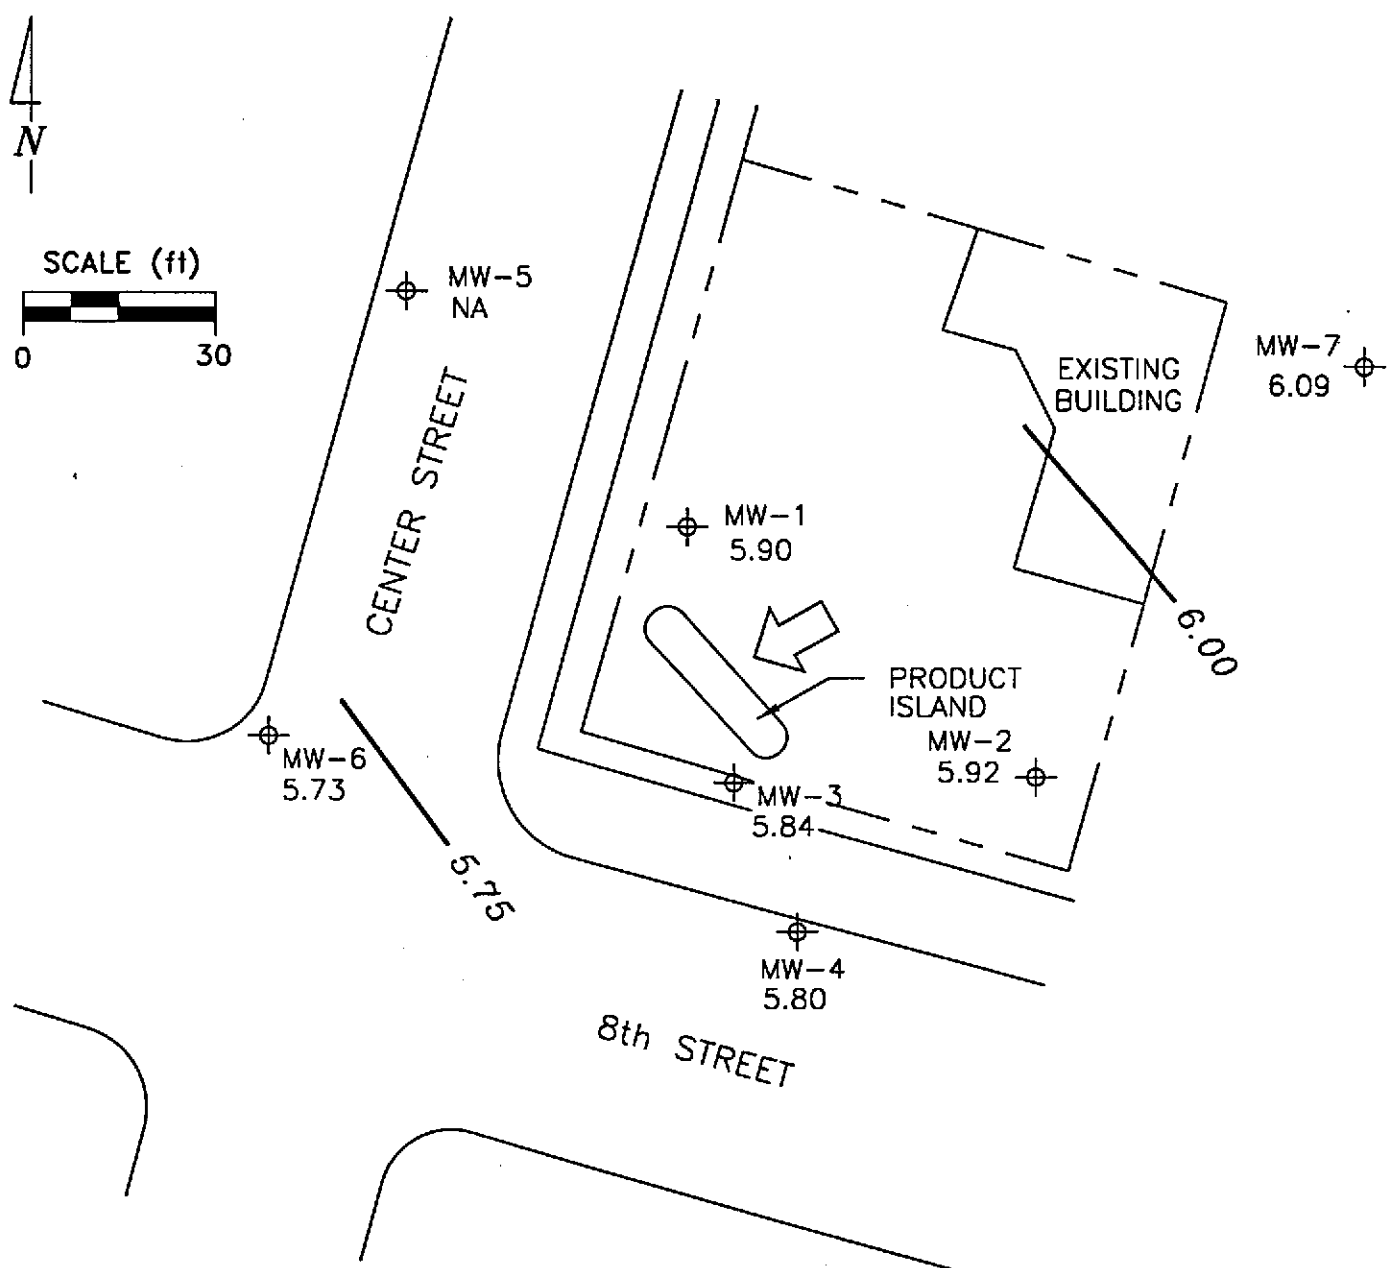 N
SCALE (ft)
0 30
MW-5
NA
CENTER STREET
MW-7
6.09
EXISTING
BUILDING
MW-1
5.90
6.00
PRODUCT
ISLAND
MW-2
5.92
MW-6
5.73
MW-3
5.84
5.75
MW-4
5.80
8th STREET